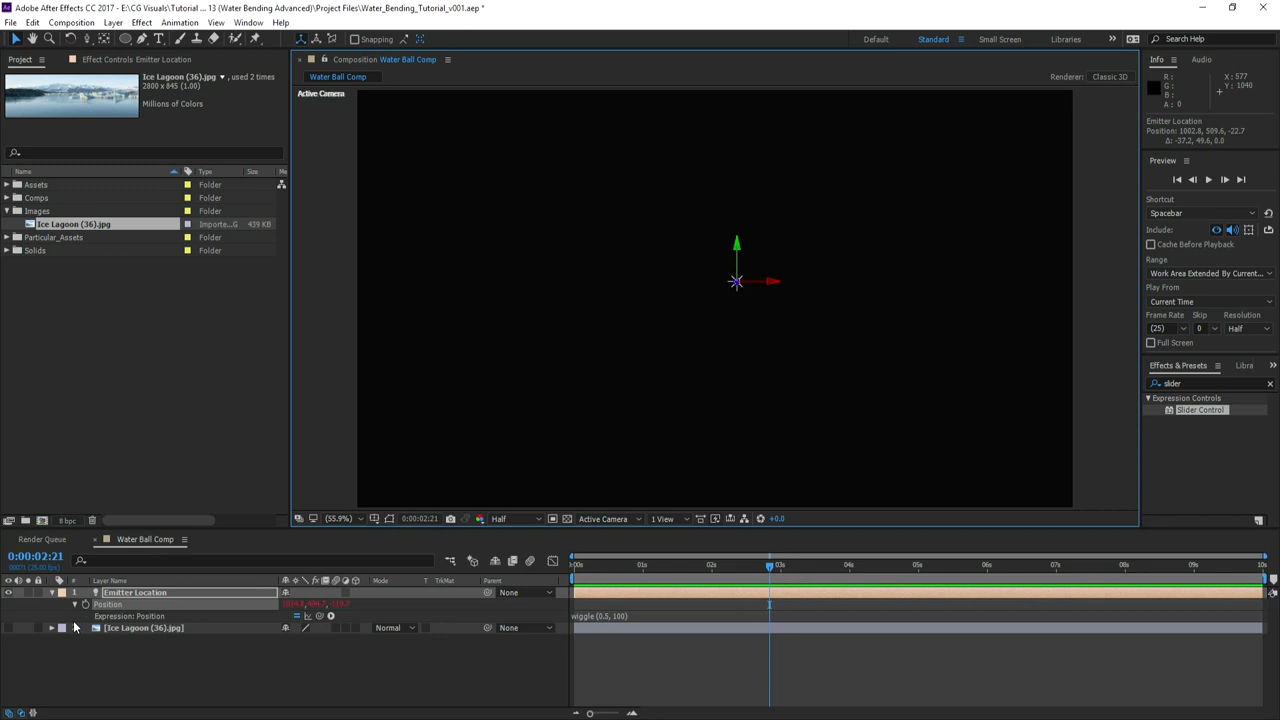 Adobe After Effects CC 2017 - E:\CG Visuals\Tutorial ... 13 (Water Bending Advanced)\Project Files\Water_Bending_Tutorial_v001.aep *
File Edit Composition Layer Effect Animation View Window Help
Snapping Default Standard Small Screen Libraries Search Help
Project Effect Controls Emitter Location Composition Water Ball Comp Info Audio
Ice Lagoon (36).jpg , used 2 times
2800 x 845 (1.00)
Millions of Colors
Water Ball Comp Renderer: Classic 3D
Active Camera
R: X: 577
G: Y: 1040
B:
A: 0
Emitter Location
Position: 1002.8, 509.6, -22.7
Δ: -37.2, 49.6, 0.0
Preview
Name Type Size Me
Assets Folder
Comps Folder
Images Folder
Ice Lagoon (36).jpg Importe...G 439 KB
Particular_Assets Folder
Solids Folder
Shortcut
Spacebar
Include:
Cache Before Playback
Range
Work Area Extended By Current...
Play From
Current Time
Frame Rate Skip Resolution
(25) 0 Half
Full Screen
Effects & Presets Libra
slider
Expression Controls
Slider Control
8 bpc (55.9%) 0:00:02:21 Half Active Camera 1 View +0.0
Render Queue Water Ball Comp
0:00:02:21
00071 (25.00 fps)
# Layer Name Mode T TrkMat Parent
:00s 01s 02s 03s 04s 05s 06s 07s 08s 09s 10s
1 Emitter Location None
Position
Expression: Position wiggle (0.5, 100)
[Ice Lagoon (36).jpg] Normal None